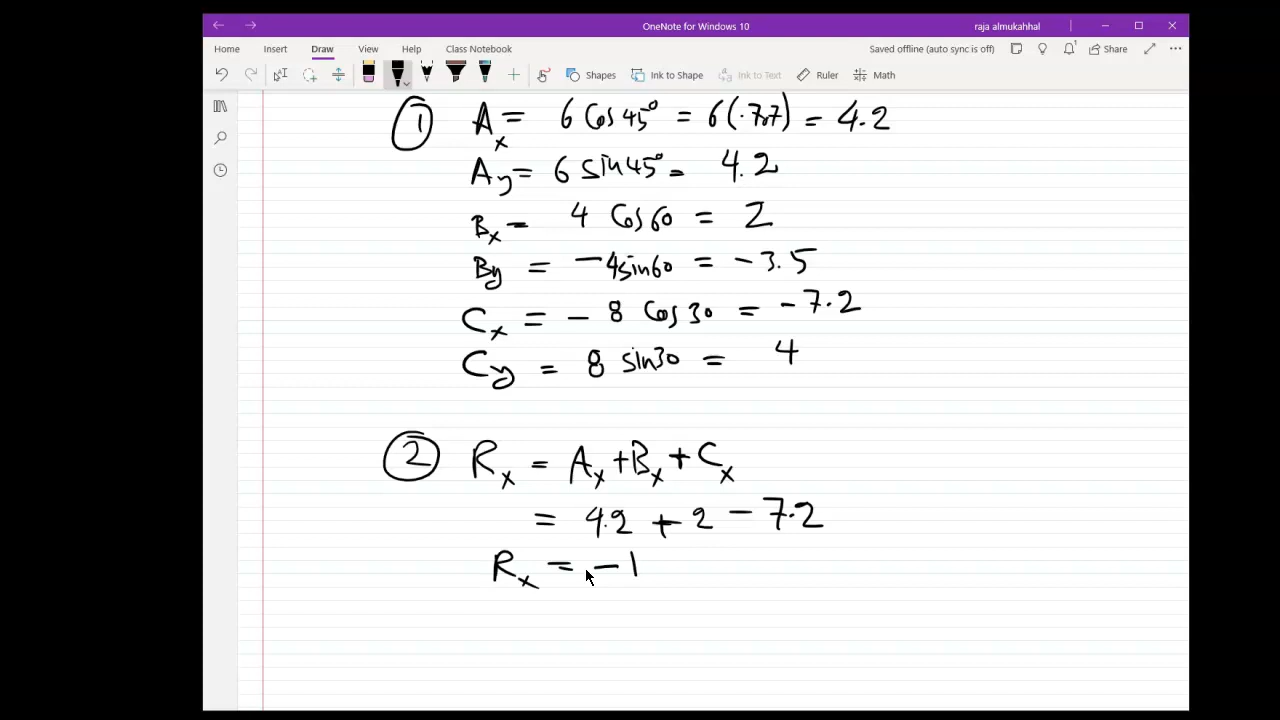 OneNote for Windows 10
raja almukahhal
Home Insert Draw View Help Class Notebook
Saved offline (auto sync is off)
Share
Shapes Ink to Shape Ink to Text Ruler Math
① Ax = 6 Cos 45° = 6(.707) = 4.2
Ay = 6 sin 45° = 4.2
Bx = 4 Cos 60 = 2
By = -4 sin 60 = -3.5
Cx = - 8 Cos 30 = -7.2
Cy = 8 sin 30 = 4
② Rx = Ax + Bx + Cx
= 4.2 + 2 - 7.2
Rx = -1